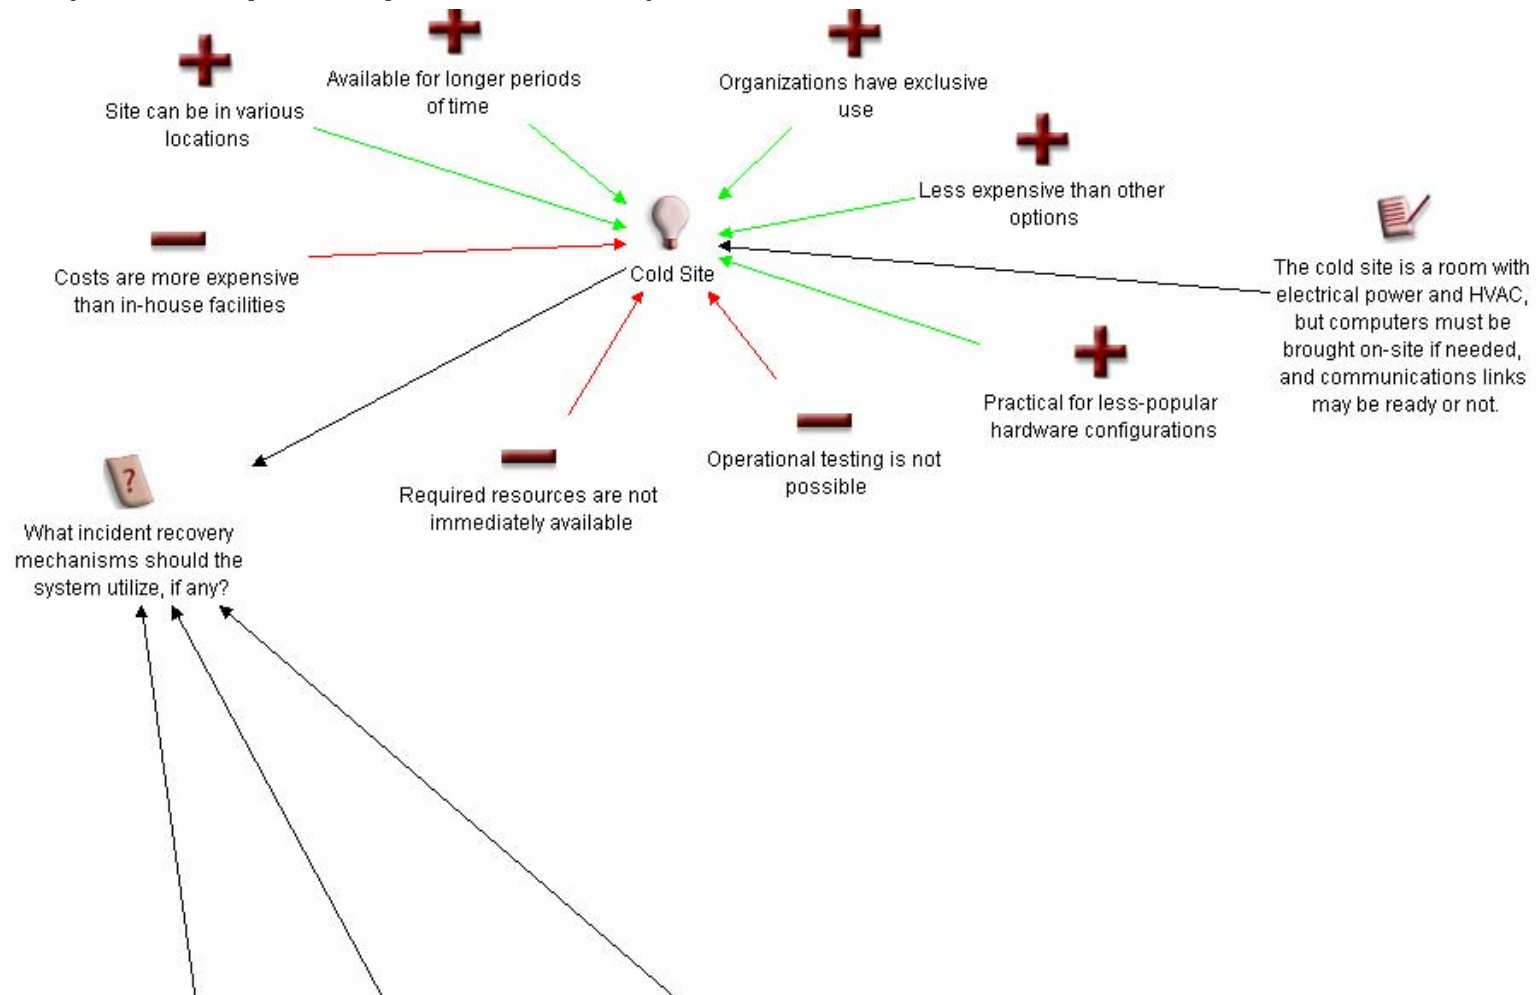 Available for longer periods
of time
Organizations have exclusive
use
Site can be in various
locations
Less expensive than other
options
Costs are more expensive
than in-house facilities
Cold Site
The cold site is a room with
electrical power and HVAC,
but computers must be
brought on-site if needed,
and communications links
may be ready or not.
Practical for less-popular
hardware configurations
Operational testing is not
possible
Required resources are not
immediately available
?
What incident recovery
mechanisms should the
system utilize, if any?